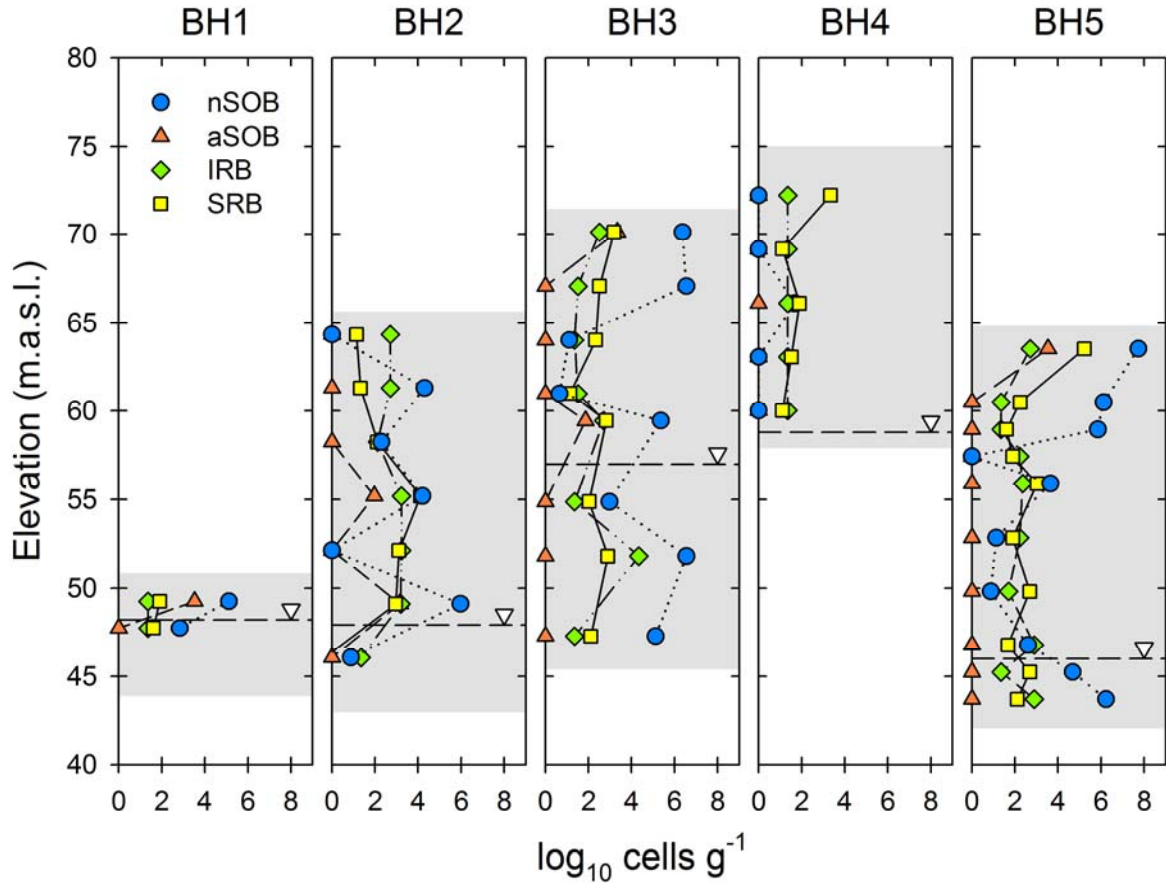 BH1 BH2 BH3 BH4 BH5
80
75
70
65
60
55
50
45
40
Elevation (m.a.s.l.)
nSOB
aSOB
IRB
SRB
0 2 4 6 8 0 2 4 6 8 0 2 4 6 8 0 2 4 6 8 0 2 4 6 8
log₁₀ cells g⁻¹